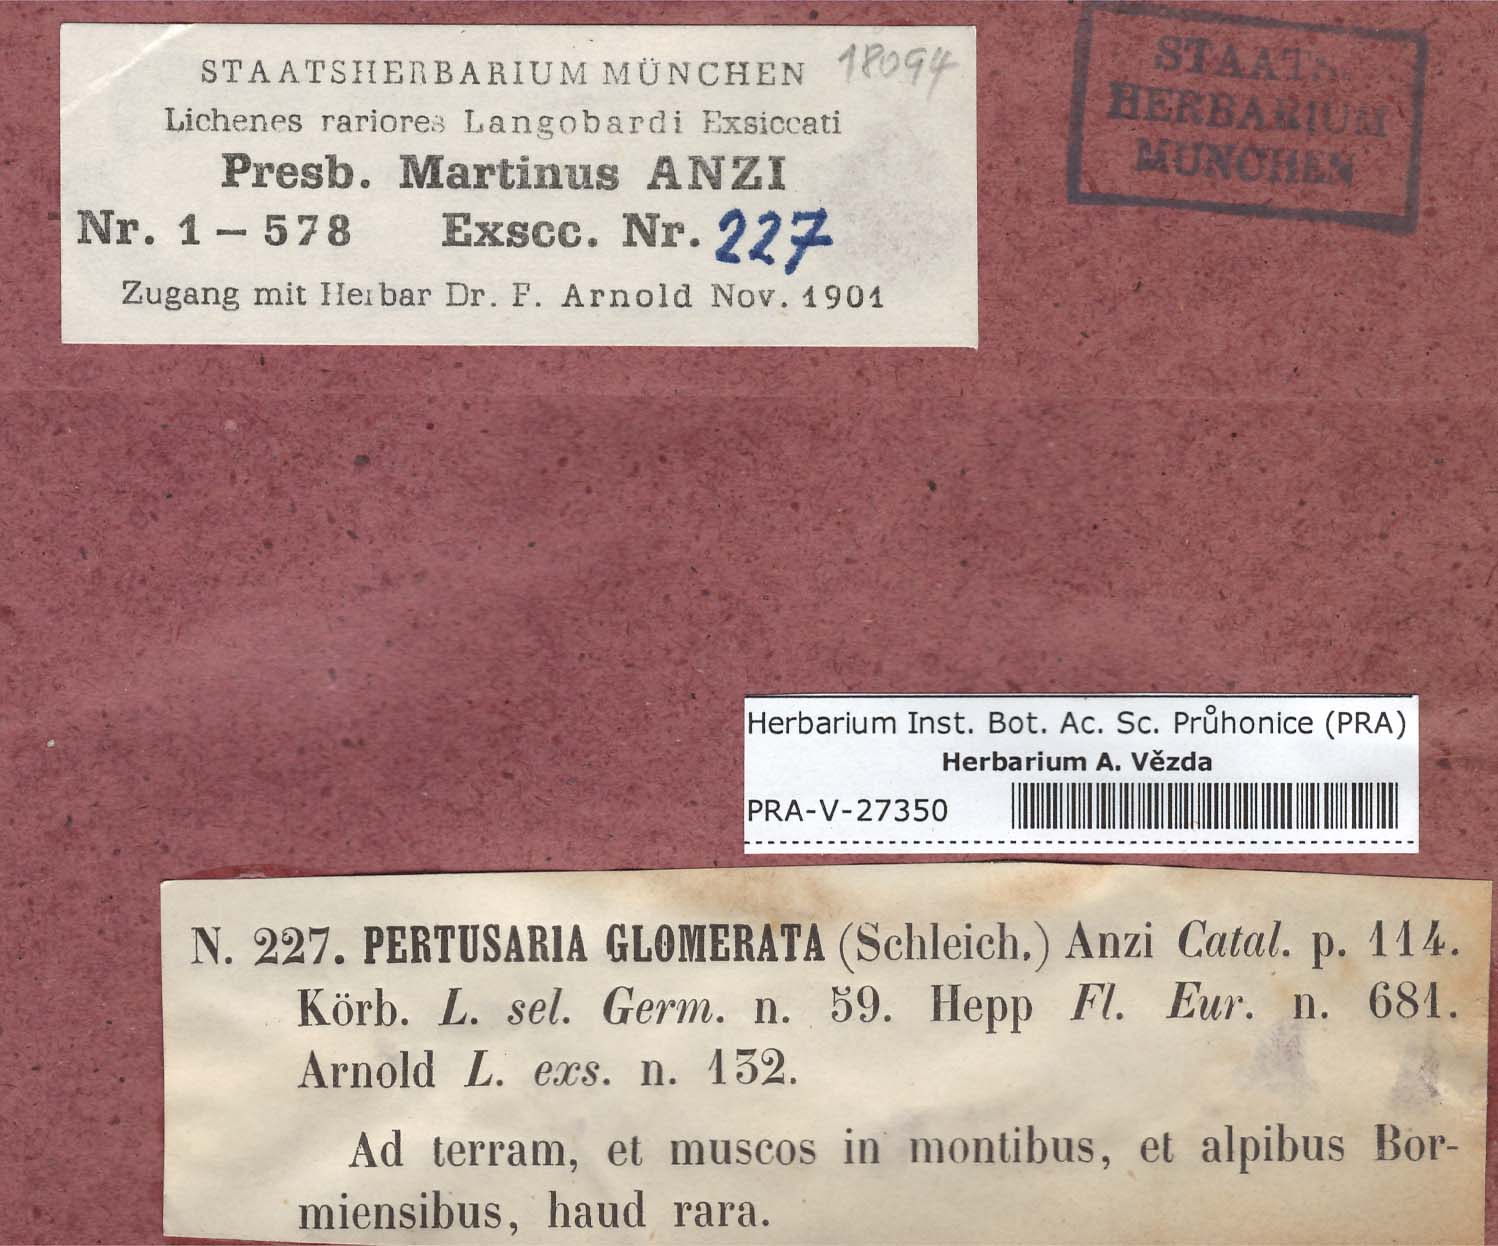 STAATSHERBARIUM MÜNCHEN 18094
Lichenes rariores Langobardi Exsiccati
Presb. Martinus ANZI
Nr. 1 – 578 Exscc. Nr. 227
Zugang mit Herbar Dr. F. Arnold Nov. 1901
STAATS
HERBARIUM
MÜNCHEN
Herbarium Inst. Bot. Ac. Sc. Průhonice (PRA)
Herbarium A. Vězda
PRA-V-27350
N. 227. PERTUSARIA GLOMERATA (Schleich.) Anzi Catal. p. 114.
Körb. L. sel. Germ. n. 59. Hepp Fl. Eur. n. 681.
Arnold L. exs. n. 132.
Ad terram, et muscos in montibus, et alpibus Bor-
miensibus, haud rara.